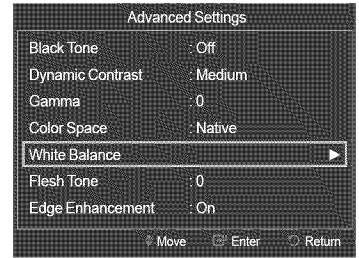 Advanced Settings
Black Tone : Off
Dynamic Contrast : Medium
Gamma : 0
Color Space : Native
White Balance ▶
Flesh Tone : 0
Edge Enhancement : On
Move Enter Return